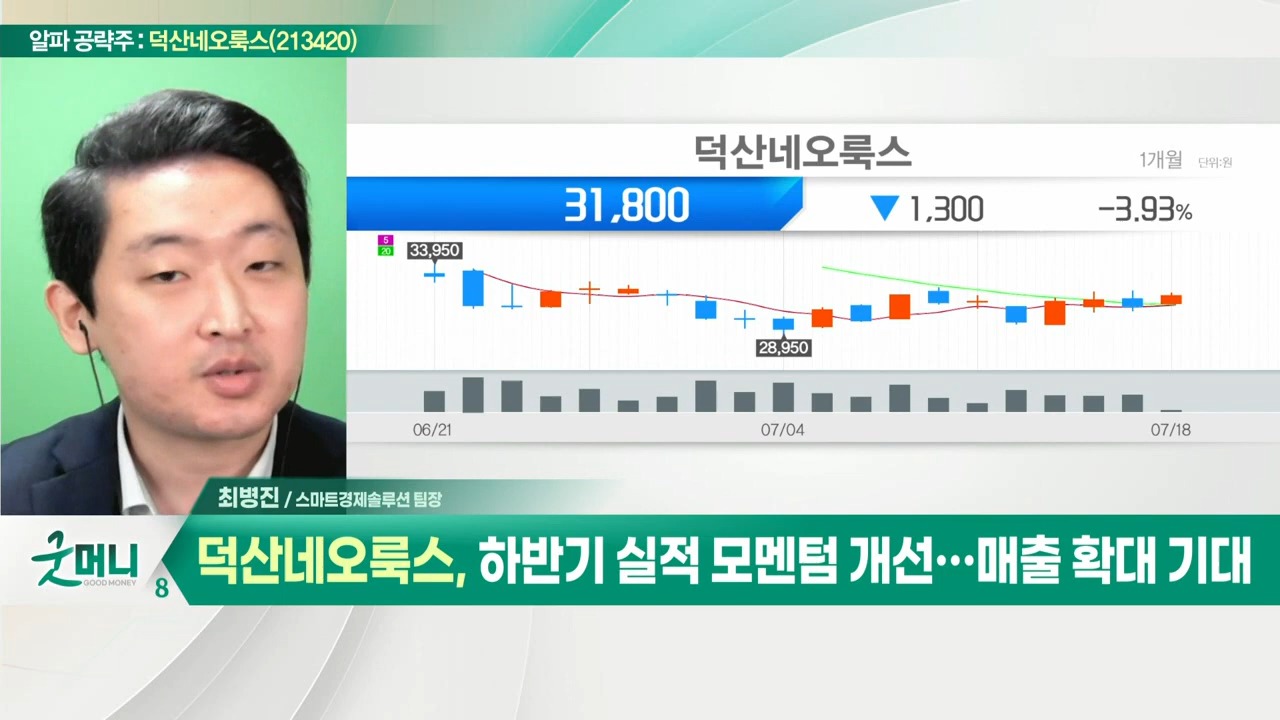 알파 공략주 : 덕산네오룩스(213420)
덕산네오룩스
1개월 단위:원
31,800 ▼ 1,300 -3.93%
5
20
33,950
28,950
06/21 07/04 07/18
최병진 / 스마트경제솔루션 팀장
굿머니
GOOD MONEY
8
덕산네오룩스, 하반기 실적 모멘텀 개선…매출 확대 기대